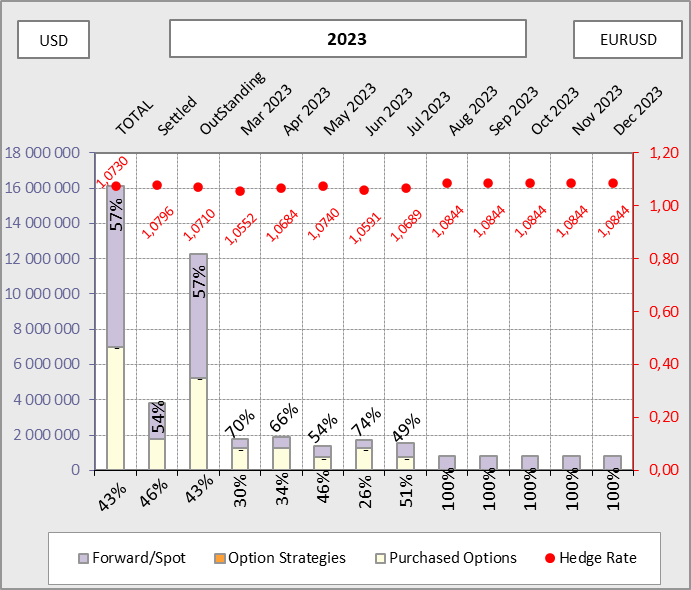 USD
2023
EURUSD
TOTAL
Settled
OutStanding
Mar 2023
Apr 2023
May 2023
Jun 2023
Jul 2023
Aug 2023
Sep 2023
Oct 2023
Nov 2023
Dec 2023
18 000 000
16 000 000
14 000 000
12 000 000
10 000 000
8 000 000
6 000 000
4 000 000
2 000 000
0
1,20
1,00
0,80
0,60
0,40
0,20
0,00
1,0730
1,0796
1,0710
1,0552
1,0684
1,0740
1,0591
1,0689
1,0844
1,0844
1,0844
1,0844
1,0844
57%
54%
57%
70%
66%
54%
74%
49%
43%
46%
43%
30%
34%
46%
26%
51%
100%
100%
100%
100%
100%
Forward/Spot
Option Strategies
Purchased Options
Hedge Rate